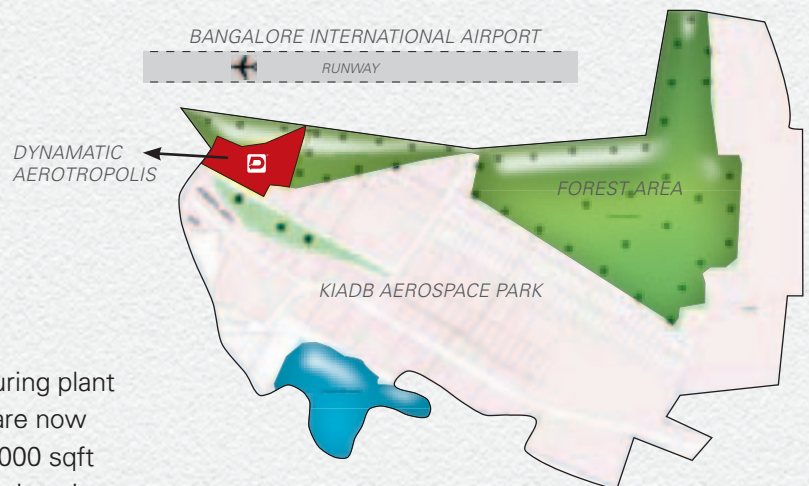 BANGALORE INTERNATIONAL AIRPORT
RUNWAY
DYNAMATIC
AEROTROPOLIS
FOREST AREA
KIADB AEROSPACE PARK
uring plant
are now
000 sqft